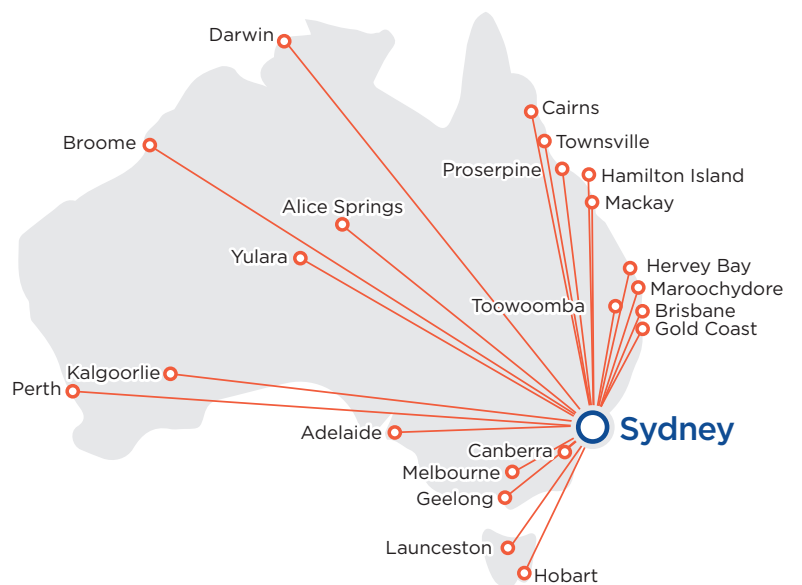 Darwin
Cairns
Broome
Townsville
Proserpine
Hamilton Island
Alice Springs
Mackay
Yulara
Hervey Bay
Maroochydore
Toowoomba
Brisbane
Gold Coast
Kalgoorlie
Perth
Adelaide
Sydney
Canberra
Melbourne
Geelong
Launceston
Hobart